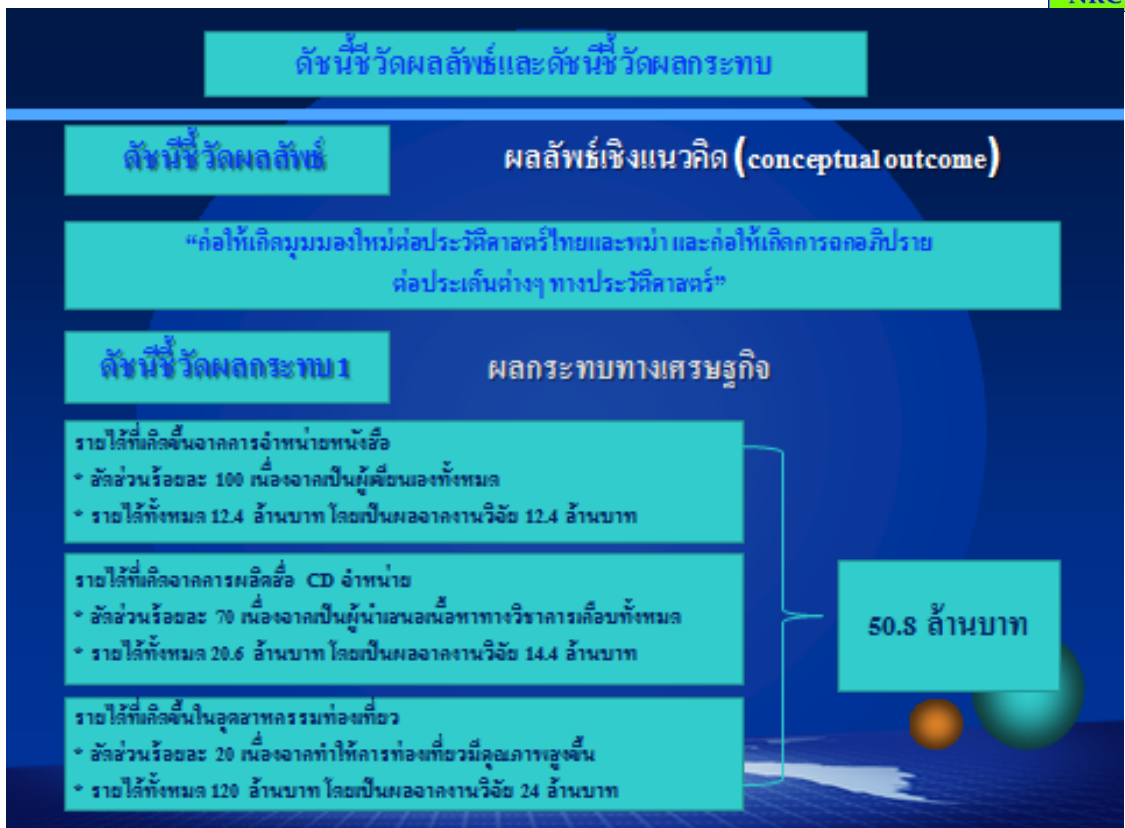 NRC
ดัชนี้ชี้วัดผลลัพธ์และดัชนีชี้วัดผลกระทบ
ดัชนีชี้วัดผลลัพธ์
ผลลัพธ์เชิงแนวคิด (conceptual outcome)
“ก่อให้เกิดมุมมองใหม่ต่อประวัติศาสตร์ไทยและพม่า และก่อให้เกิดการถกอภิปราย
ต่อประเด็นต่างๆ ทางประวัติศาสตร์”
ดัชนีชี้วัดผลกระทบ 1
ผลกระทบทางเศรษฐกิจ
รายได้ที่เกิดขึ้นจากการจำหน่ายหนังสือ
* สัดส่วนร้อยละ 100 เนื่องจากเป็นผู้เขียนเองทั้งหมด
* รายได้ทั้งหมด 12.4 ล้านบาท โดยเป็นผลจากงานวิจัย 12.4 ล้านบาท
รายได้ที่เกิดจากการผลิตสื่อ CD จำหน่าย
* สัดส่วนร้อยละ 70 เนื่องจากเป็นผู้นำเสนอเนื้อหาทางวิชาการเกือบทั้งหมด
* รายได้ทั้งหมด 20.6 ล้านบาท โดยเป็นผลจากงานวิจัย 14.4 ล้านบาท
50.8 ล้านบาท
รายได้ที่เกิดขึ้นในอุตสาหกรรมท่องเที่ยว
* สัดส่วนร้อยละ 20 เนื่องจากทำให้การท่องเที่ยวมีคุณภาพสูงขึ้น
* รายได้ทั้งหมด 120 ล้านบาท โดยเป็นผลจากงานวิจัย 24 ล้านบาท